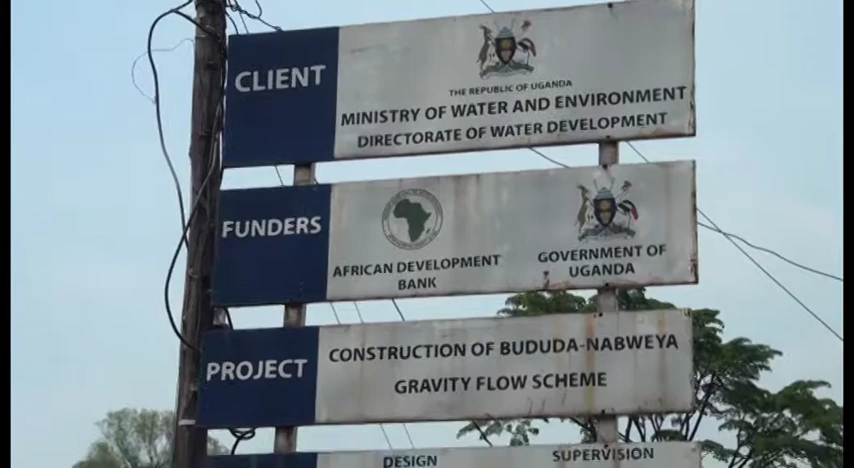 CLIENT
THE REPUBLIC OF UGANDA
MINISTRY OF WATER AND ENVIRONMENT
DIRECTORATE OF WATER DEVELOPMENT
FUNDERS
AFRICAN DEVELOPMENT
BANK
GOVERNMENT OF
UGANDA
PROJECT
CONSTRUCTION OF BUDUDA-NABWEYA
GRAVITY FLOW SCHEME
DESIGN
SUPERVISION